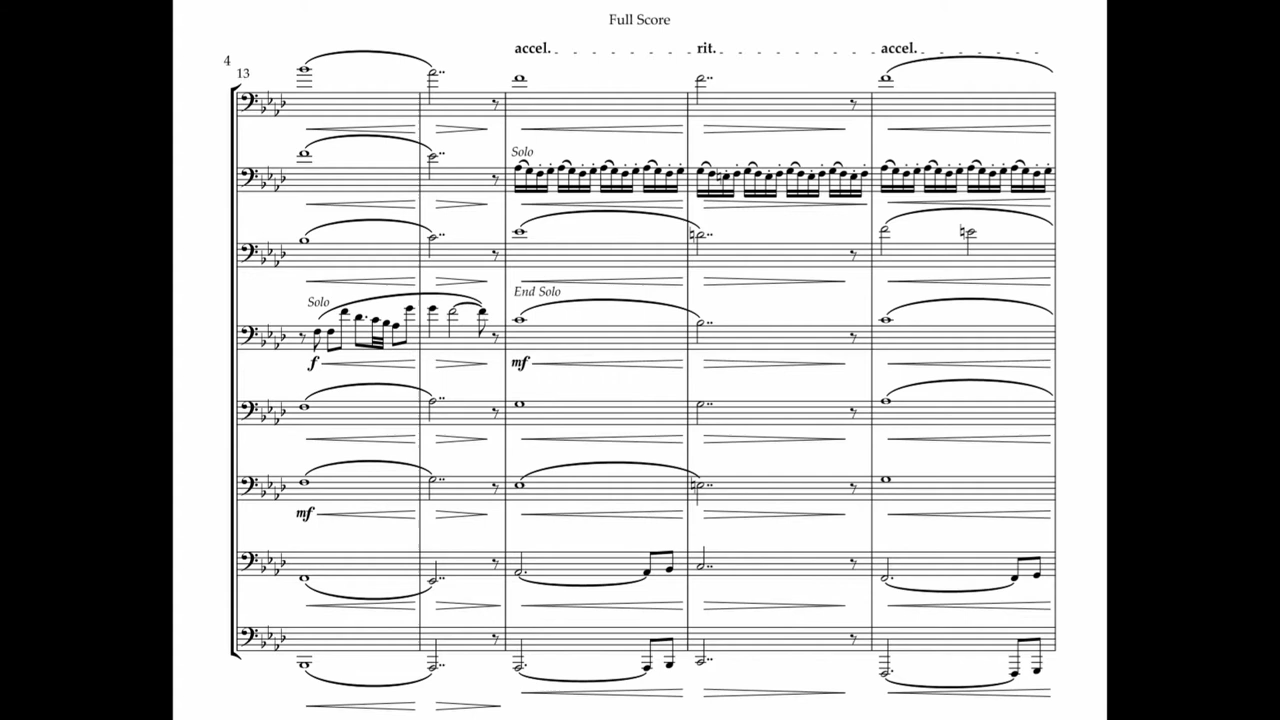 Full Score
accel. rit. accel.
4
13
Solo
Solo
End Solo
f
mf
mf